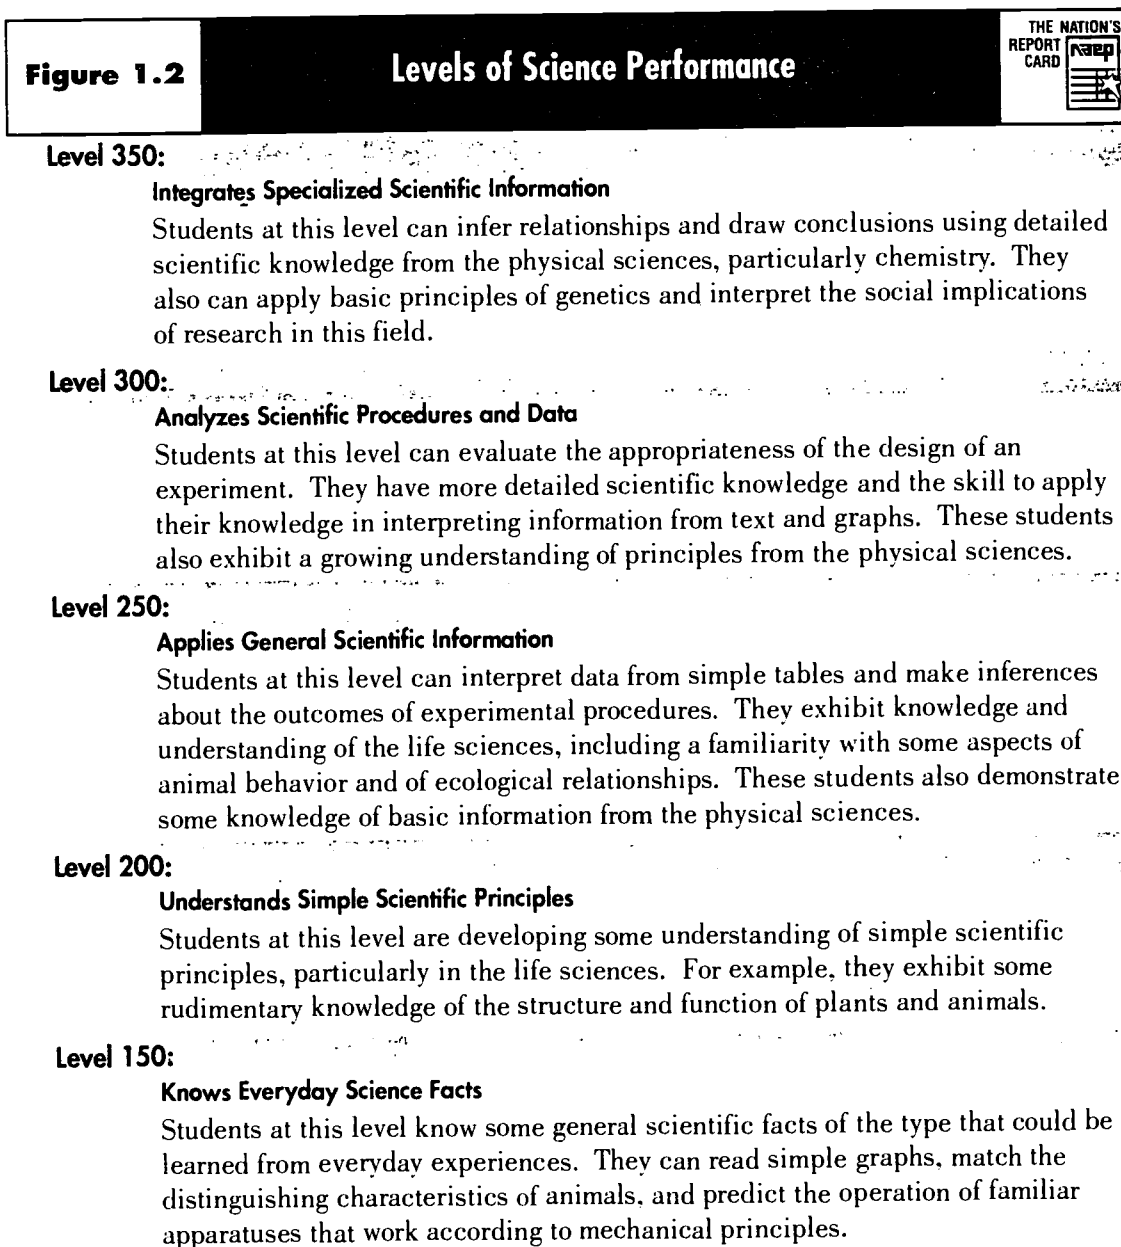 THE NATION'S
REPORT
CARD
naep
Figure 1.2
Levels of Science Performance
Level 350:
Integrates Specialized Scientific Information
Students at this level can infer relationships and draw conclusions using detailed
scientific knowledge from the physical sciences, particularly chemistry. They
also can apply basic principles of genetics and interpret the social implications
of research in this field.
Level 300:
Analyzes Scientific Procedures and Data
Students at this level can evaluate the appropriateness of the design of an
experiment. They have more detailed scientific knowledge and the skill to apply
their knowledge in interpreting information from text and graphs. These students
also exhibit a growing understanding of principles from the physical sciences.
Level 250:
Applies General Scientific Information
Students at this level can interpret data from simple tables and make inferences
about the outcomes of experimental procedures. They exhibit knowledge and
understanding of the life sciences, including a familiarity with some aspects of
animal behavior and of ecological relationships. These students also demonstrate
some knowledge of basic information from the physical sciences.
Level 200:
Understands Simple Scientific Principles
Students at this level are developing some understanding of simple scientific
principles, particularly in the life sciences. For example, they exhibit some
rudimentary knowledge of the structure and function of plants and animals.
Level 150:
Knows Everyday Science Facts
Students at this level know some general scientific facts of the type that could be
learned from everyday experiences. They can read simple graphs, match the
distinguishing characteristics of animals, and predict the operation of familiar
apparatuses that work according to mechanical principles.